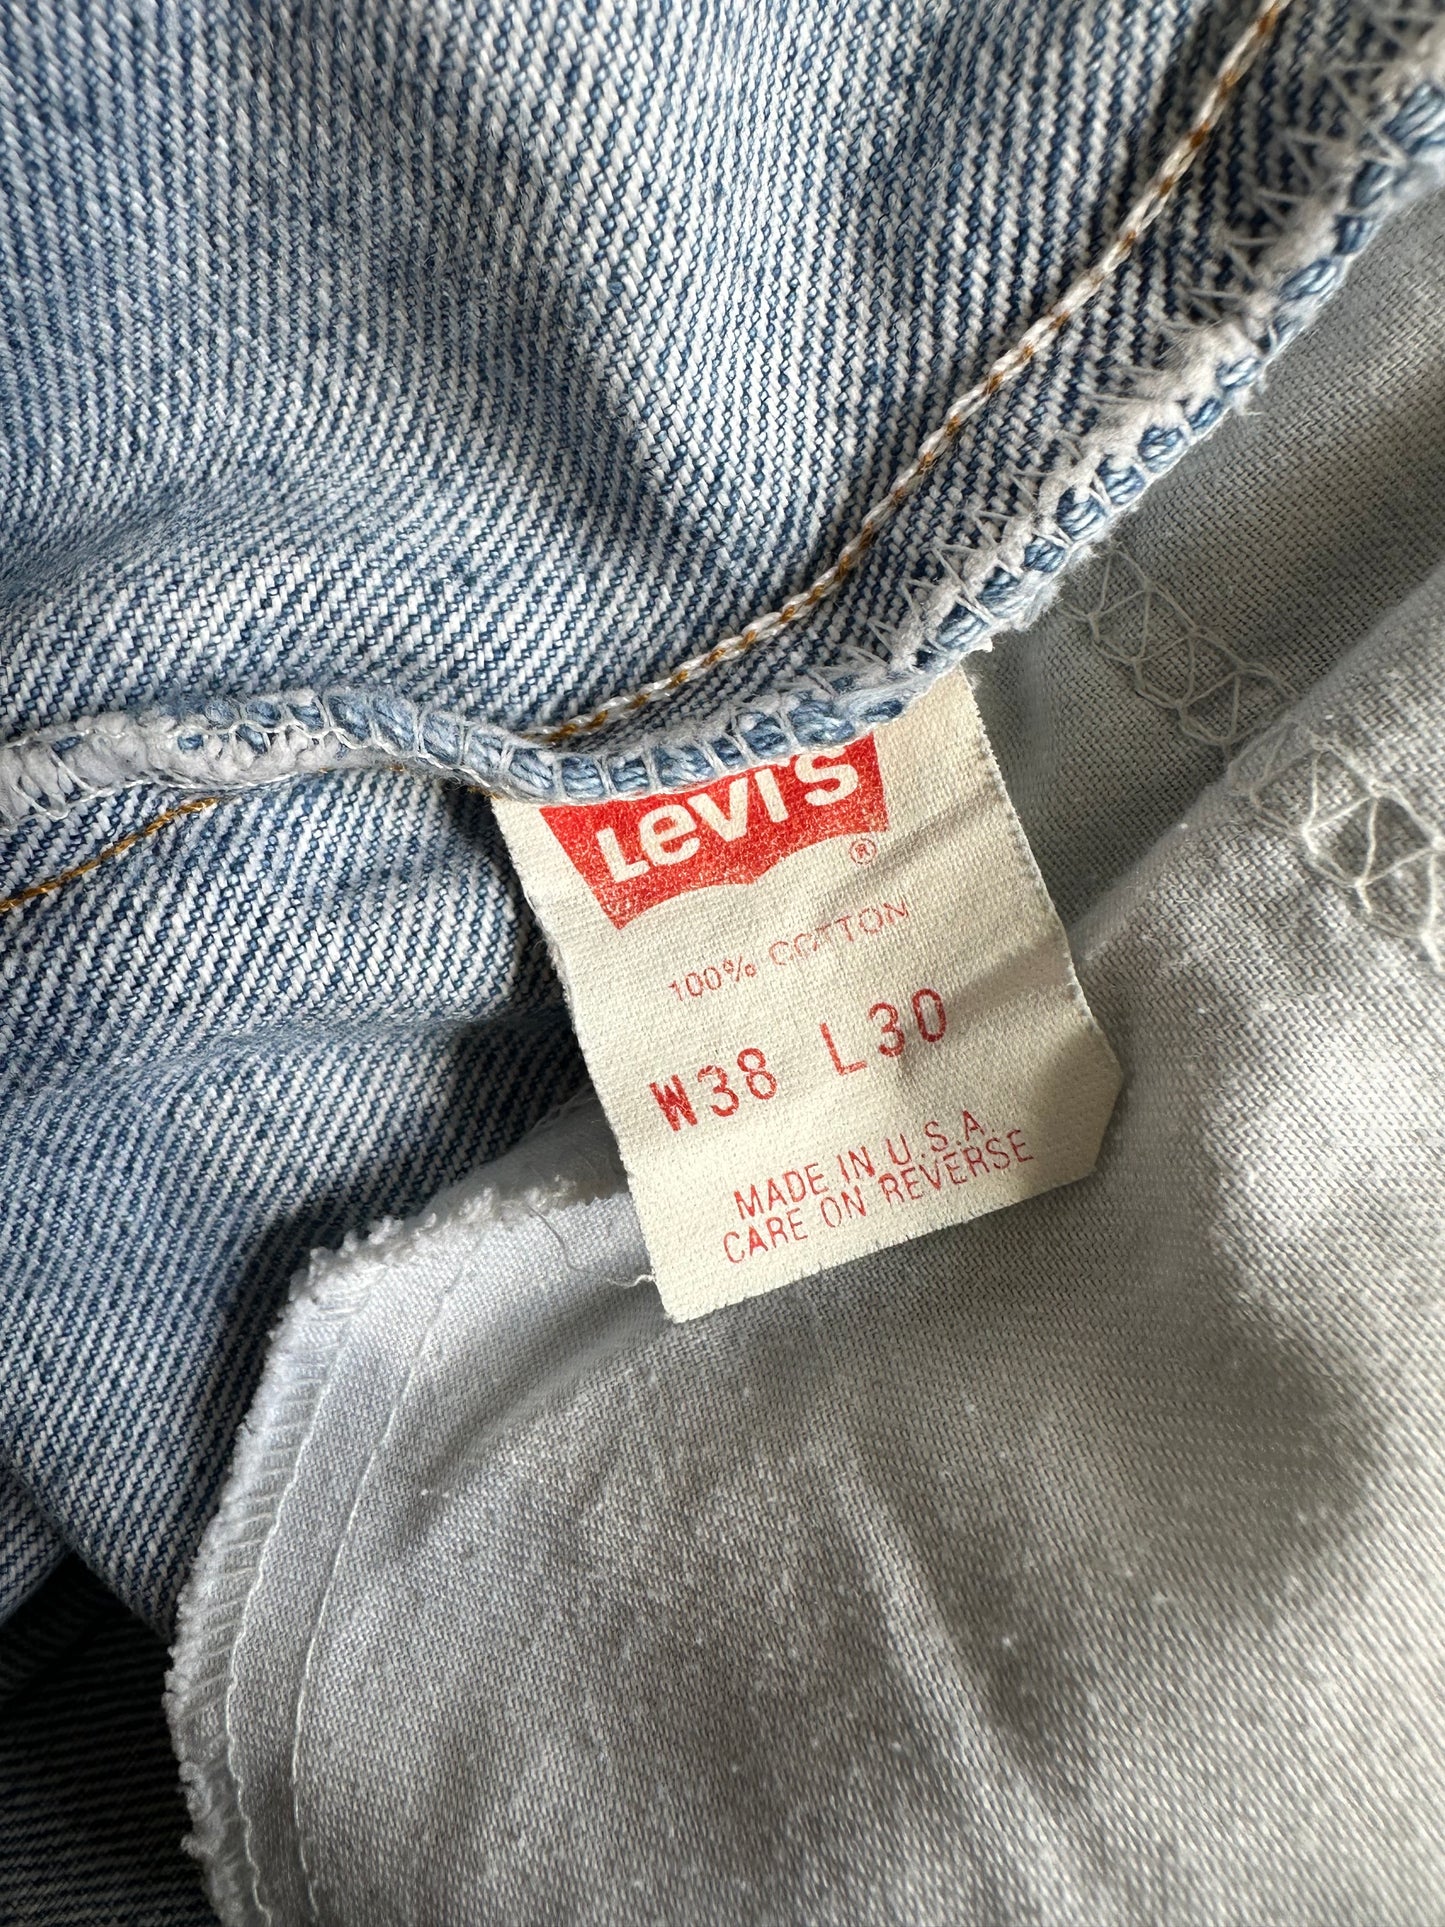 Levi's
®
100% COTTON
W38 L30
MADE IN U.S.A.
CARE ON REVERSE